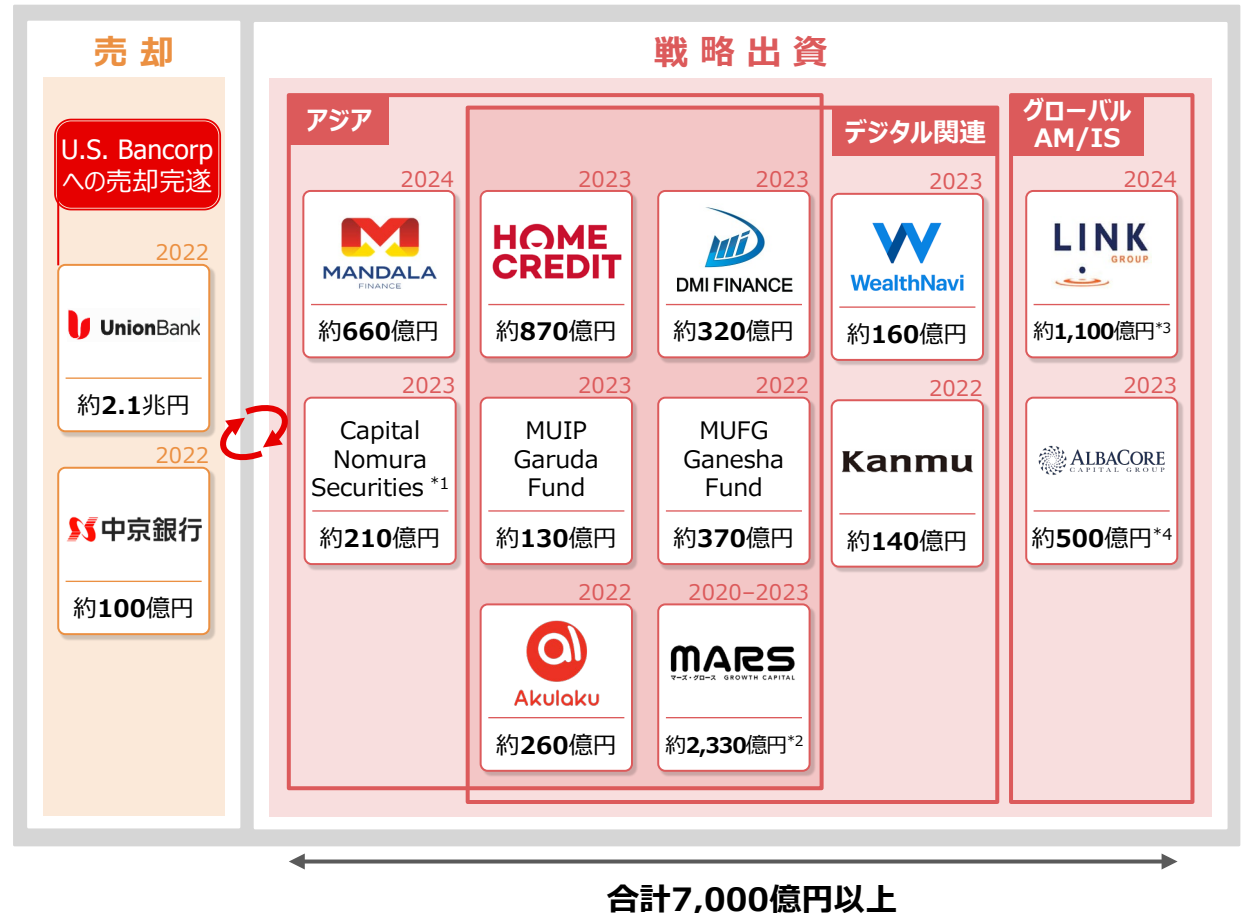 売却
U.S. Bancorp
への売却完遂
2022
UnionBank
約2.1兆円
2022
中京銀行
約100億円
戦略出資
アジア
デジタル関連
グローバル
AM/IS
2024
MANDALA
FINANCE
約660億円
2023
HOME
CREDIT
約870億円
2023
DMI FINANCE
約320億円
2023
WealthNavi
約160億円
2024
LINK
GROUP
約1,100億円*3
2023
Capital
Nomura
Securities *1
約210億円
2023
MUIP
Garuda
Fund
約130億円
2022
MUFG
Ganesha
Fund
約370億円
2022
Kanmu
約140億円
2023
ALBACORE
CAPITAL GROUP
約500億円*4
2022
Akulaku
約260億円
2020–2023
MARS
マーズ・グロース GROWTH CAPITAL
約2,330億円*2
合計7,000億円以上